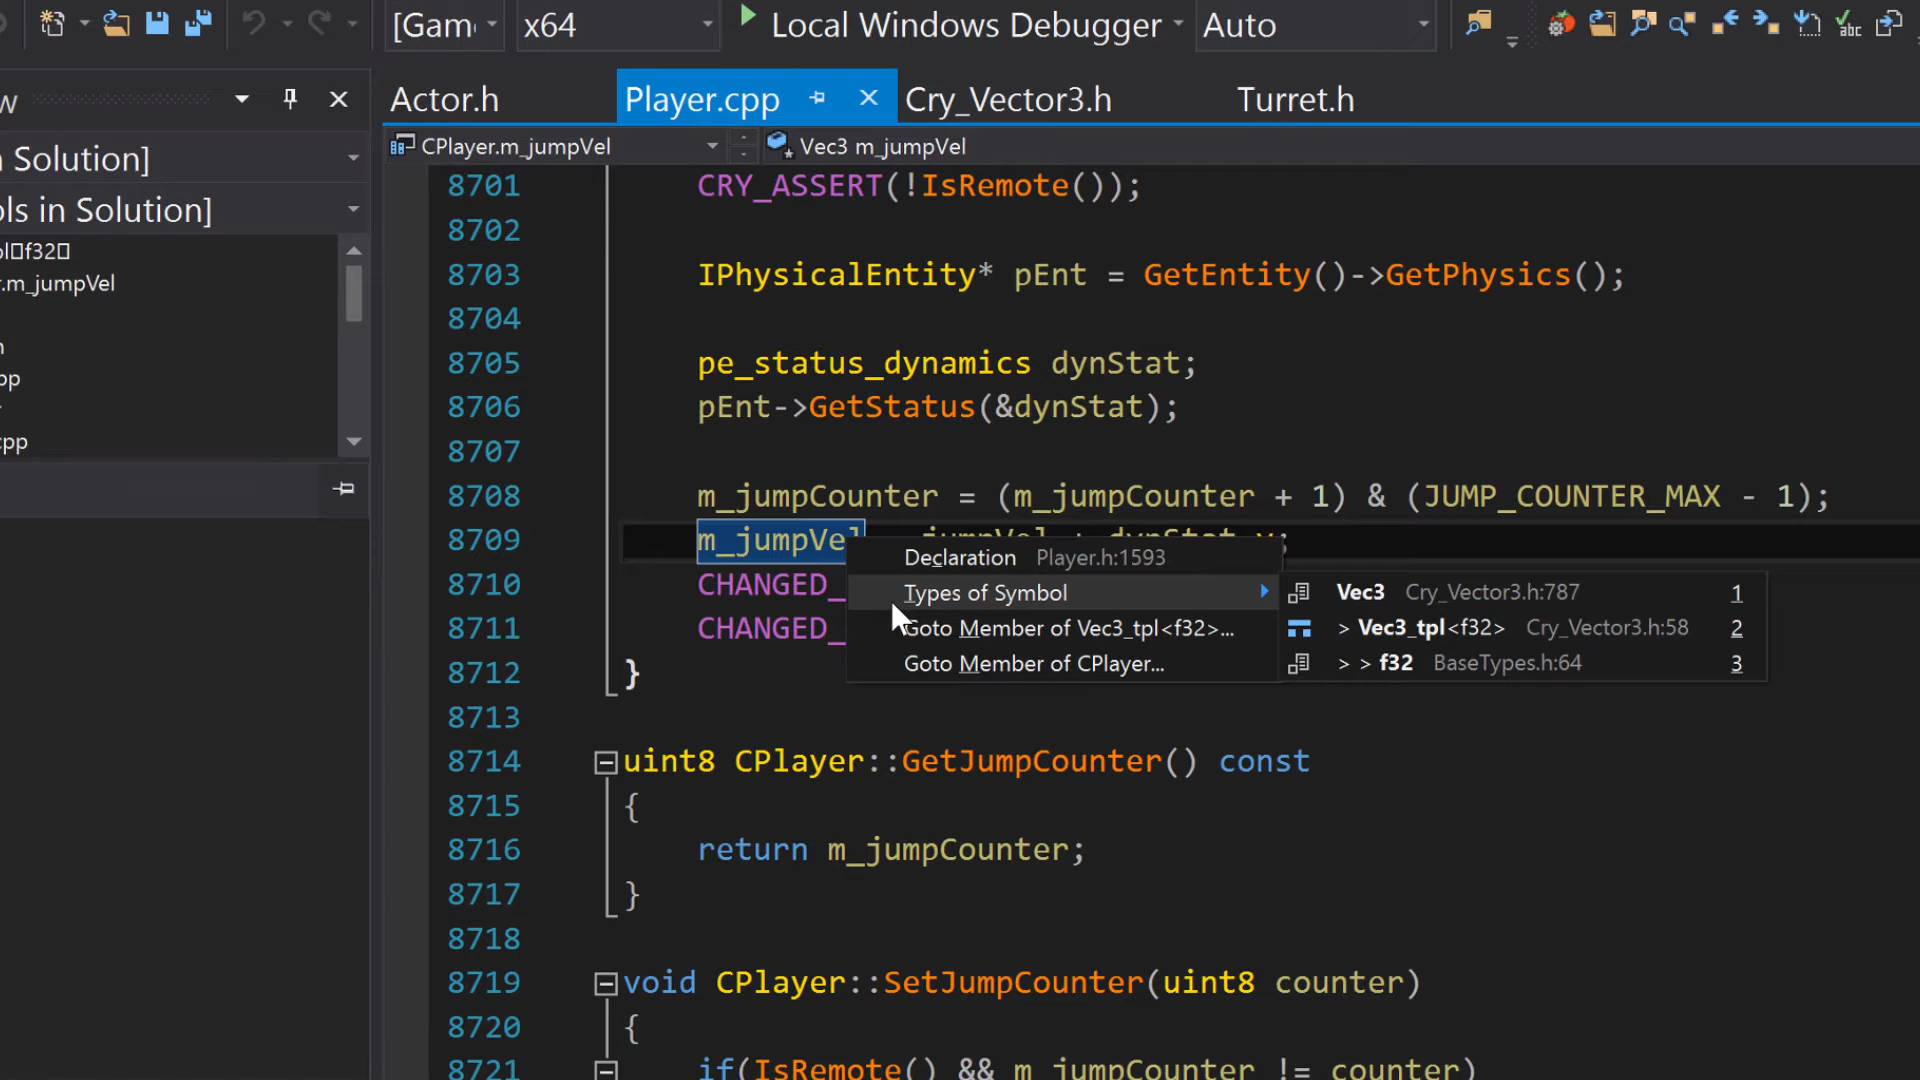 [Gam
x64
Local Windows Debugger
Auto
Actor.h
Player.cpp
Cry_Vector3.h
Turret.h
CPlayer.m_jumpVel
Vec3 m_jumpVel
Solution]
ols in Solution]
.m_jumpVel
pp
cpp
8701 CRY_ASSERT(!IsRemote());
8702
8703 IPhysicalEntity* pEnt = GetEntity()->GetPhysics();
8704
8705 pe_status_dynamics dynStat;
8706 pEnt->GetStatus(&dynStat);
8707
8708 m_jumpCounter = (m_jumpCounter + 1) & (JUMP_COUNTER_MAX - 1);
8709 m_jumpVel
8710 CHANGED_
8711 CHANGED_
8712 }
8713
8714 uint8 CPlayer::GetJumpCounter() const
8715 {
8716 return m_jumpCounter;
8717 }
8718
8719 void CPlayer::SetJumpCounter(uint8 counter)
8720 {
8721 if(IsRemote() && m_jumpCounter != counter)
Declaration Player.h:1593
Types of Symbol
Goto Member of Vec3_tpl<f32>...
Goto Member of CPlayer...
Vec3 Cry_Vector3.h:787 1
> Vec3_tpl<f32> Cry_Vector3.h:58 2
> > f32 BaseTypes.h:64 3